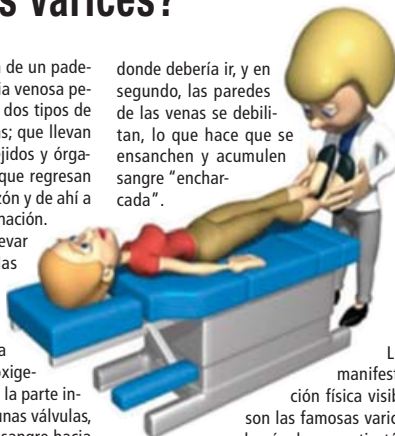 s varices?
de un pade-
ia venosa pe-
dos tipos de
s; que llevan
jidos y órga-
que regresan
zón y de ahí a
nación.
evar
as
a
oxige-
la parte in-
unas válvulas,
sangre hacia
donde debería ir, y en
segundo, las paredes
de las venas se debili-
tan, lo que hace que se
ensanchen y acumulen
sangre "enchar-
cada".
L
manifest
ción física visib
son las famosas varic